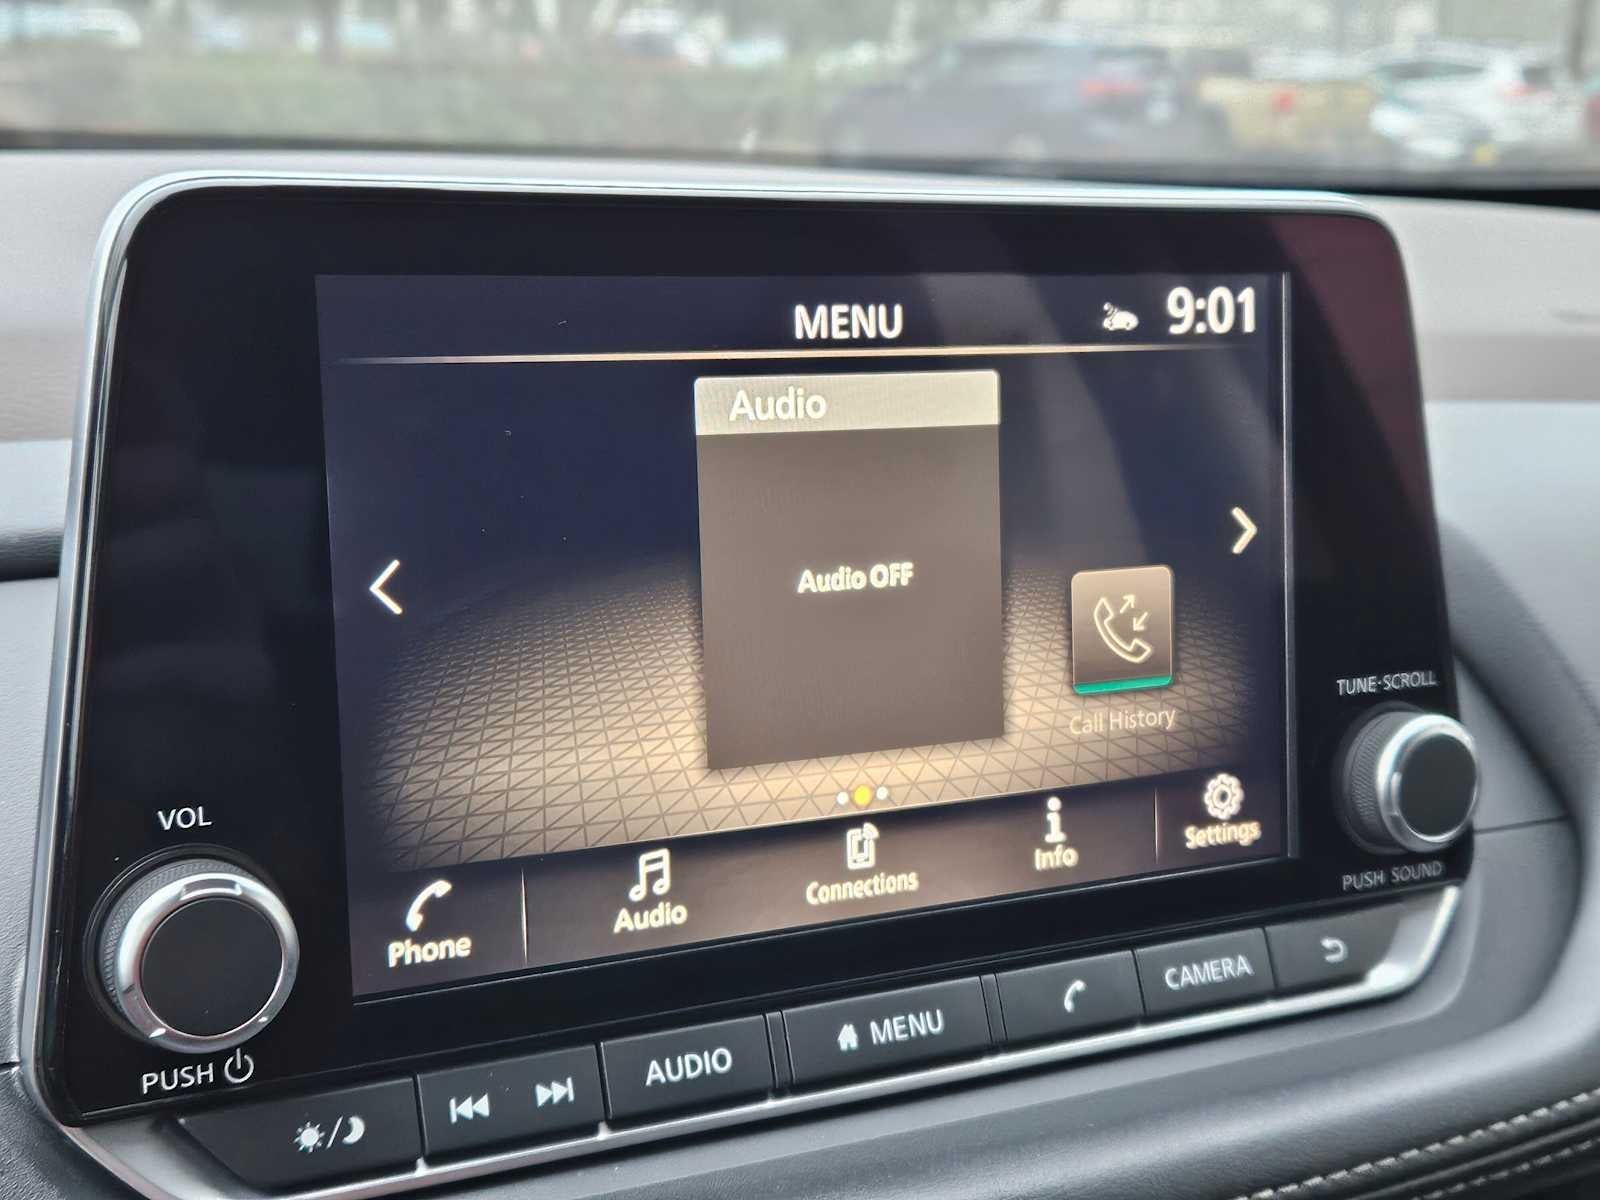 MENU
9:01
Audio
Audio OFF
Call History
Phone
Audio
Connections
Info
Settings
VOL
PUSH
TUNE·SCROLL
PUSH SOUND
AUDIO
MENU
CAMERA